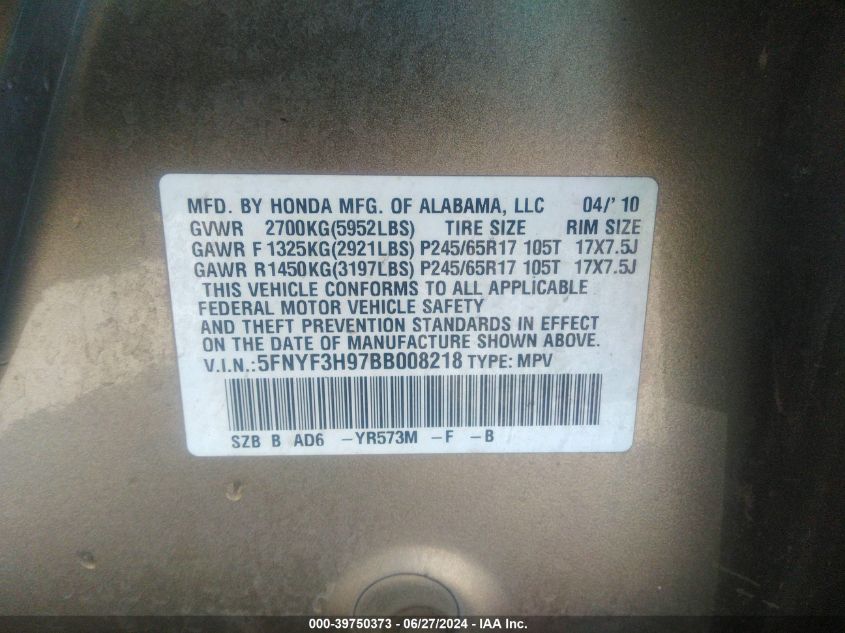 MFD. BY HONDA MFG. OF ALABAMA, LLC 04/'10
GVWR 2700KG(5952LBS) TIRE SIZE RIM SIZE
GAWR F 1325KG(2921LBS) P245/65R17 105T 17X7.5J
GAWR R1450KG(3197LBS) P245/65R17 105T 17X7.5J
THIS VEHICLE CONFORMS TO ALL APPLICABLE
FEDERAL MOTOR VEHICLE SAFETY
AND THEFT PREVENTION STANDARDS IN EFFECT
ON THE DATE OF MANUFACTURE SHOWN ABOVE.
V.I.N.:5FNYF3H97BB008218 TYPE: MPV
SZB B AD6 -YR573M -F -B
000-39750373 - 06/27/2024 - IAA Inc.